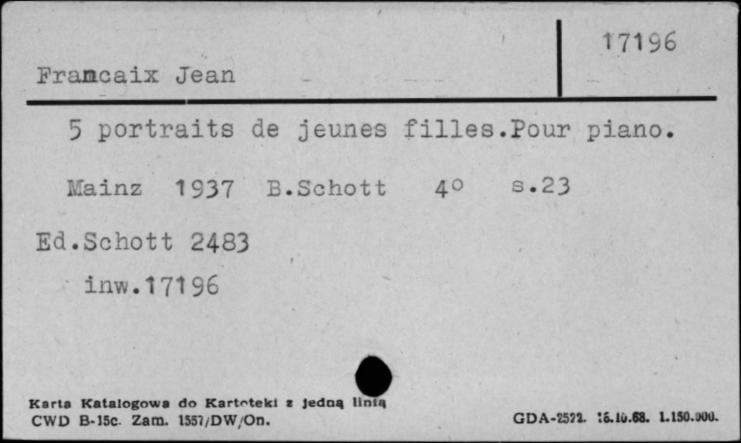 17196
Francaix Jean
5 portraits de jeunes filles.Pour piano.
Mainz 1937 B.Schott 4o s.23
Ed.Schott 2483
inw.17196
Karta Katalogowa do Kartoteki z jedną linią
CWD B-15c. Zam. 1557/DW/On.
GDA-2522. 16.10.68. 1.150.000.